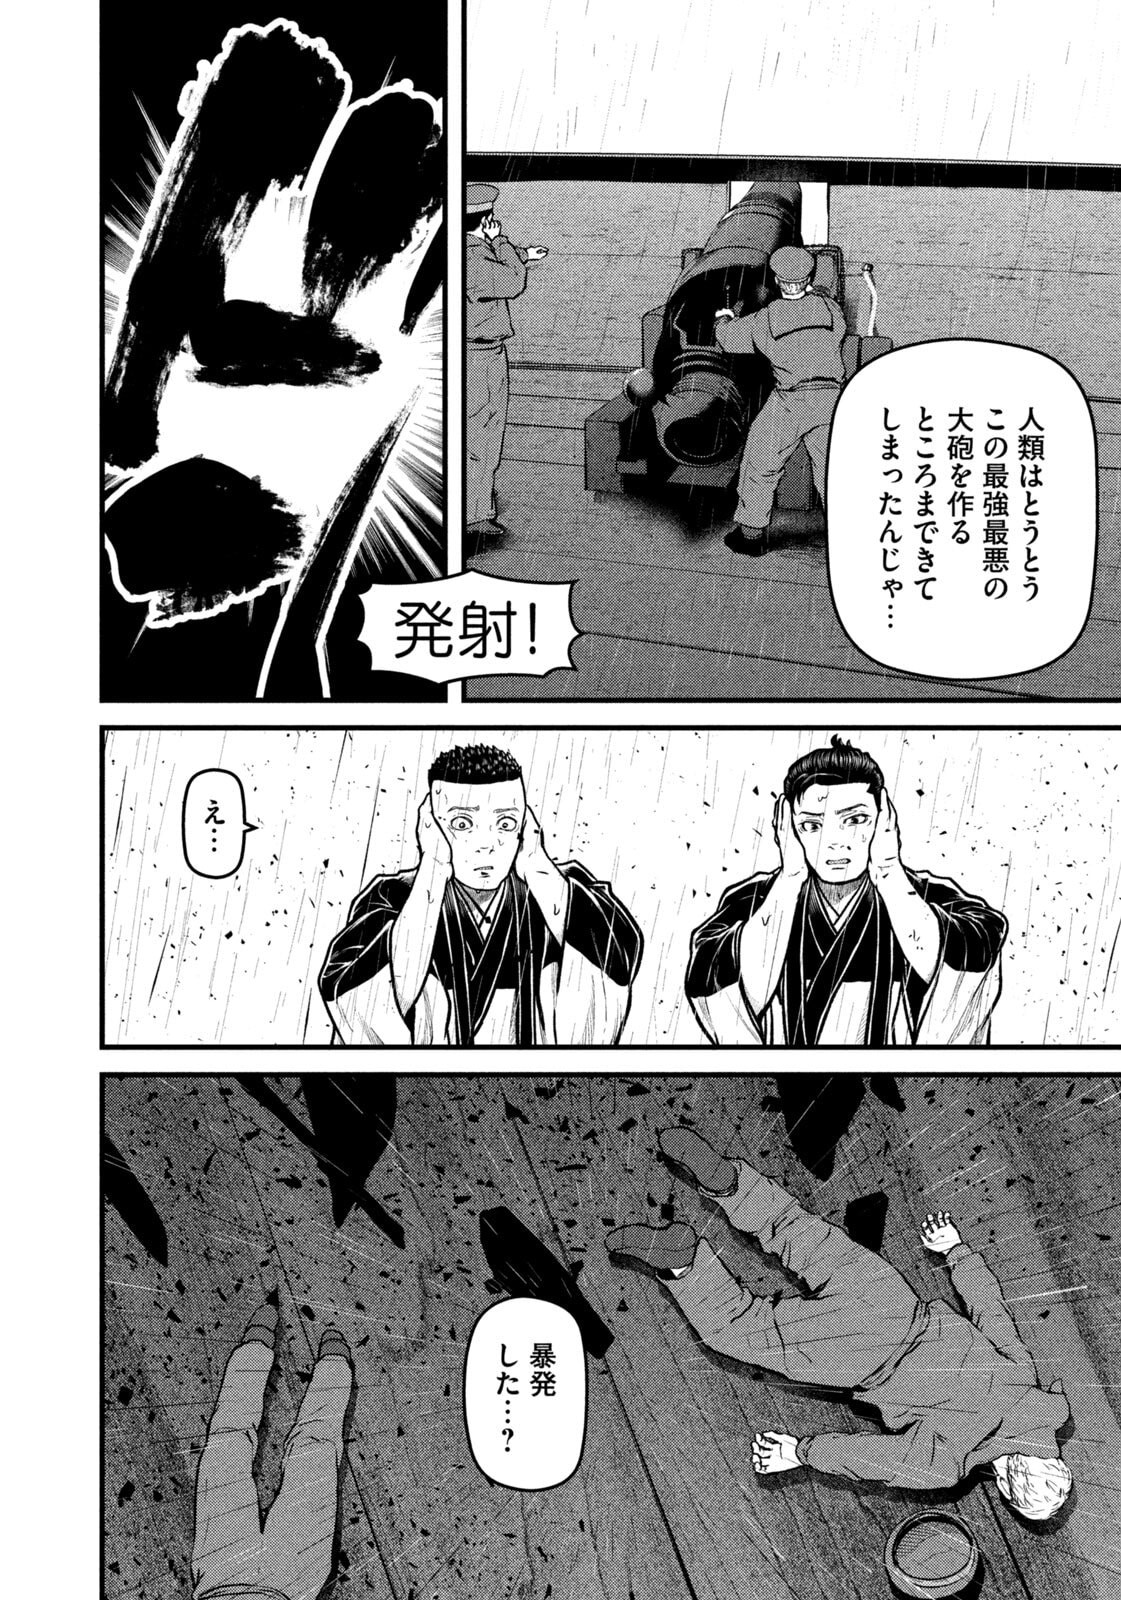 人類はとうとう
この最強最悪の
大砲を作る
ところまできて
しまったんじゃ…
発射!
ドン
え…
暴発
した…?